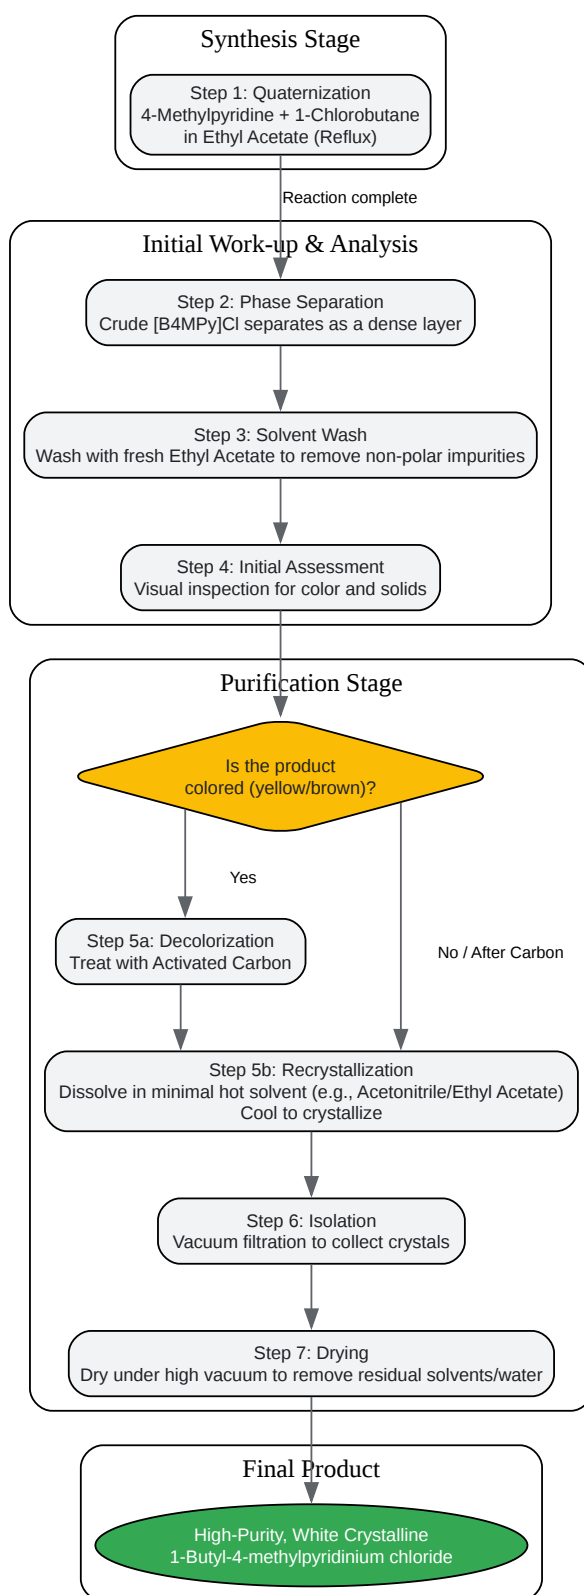 Synthesis Stage
Step 1: Quaternization
4-Methylpyridine + 1-Chlorobutane
in Ethyl Acetate (Reflux)
Reaction complete
Initial Work-up & Analysis
Step 2: Phase Separation
Crude [B4MPy]Cl separates as a dense layer
Step 3: Solvent Wash
Wash with fresh Ethyl Acetate to remove non-polar impurities
Step 4: Initial Assessment
Visual inspection for color and solids
Purification Stage
Is the product
colored (yellow/brown)?
Yes
Step 5a: Decolorization
Treat with Activated Carbon
No / After Carbon
Step 5b: Recrystallization
Dissolve in minimal hot solvent (e.g., Acetonitrile/Ethyl Acetate)
Cool to crystallize
Step 6: Isolation
Vacuum filtration to collect crystals
Step 7: Drying
Dry under high vacuum to remove residual solvents/water
Final Product
High-Purity, White Crystalline
1-Butyl-4-methylpyridinium chloride